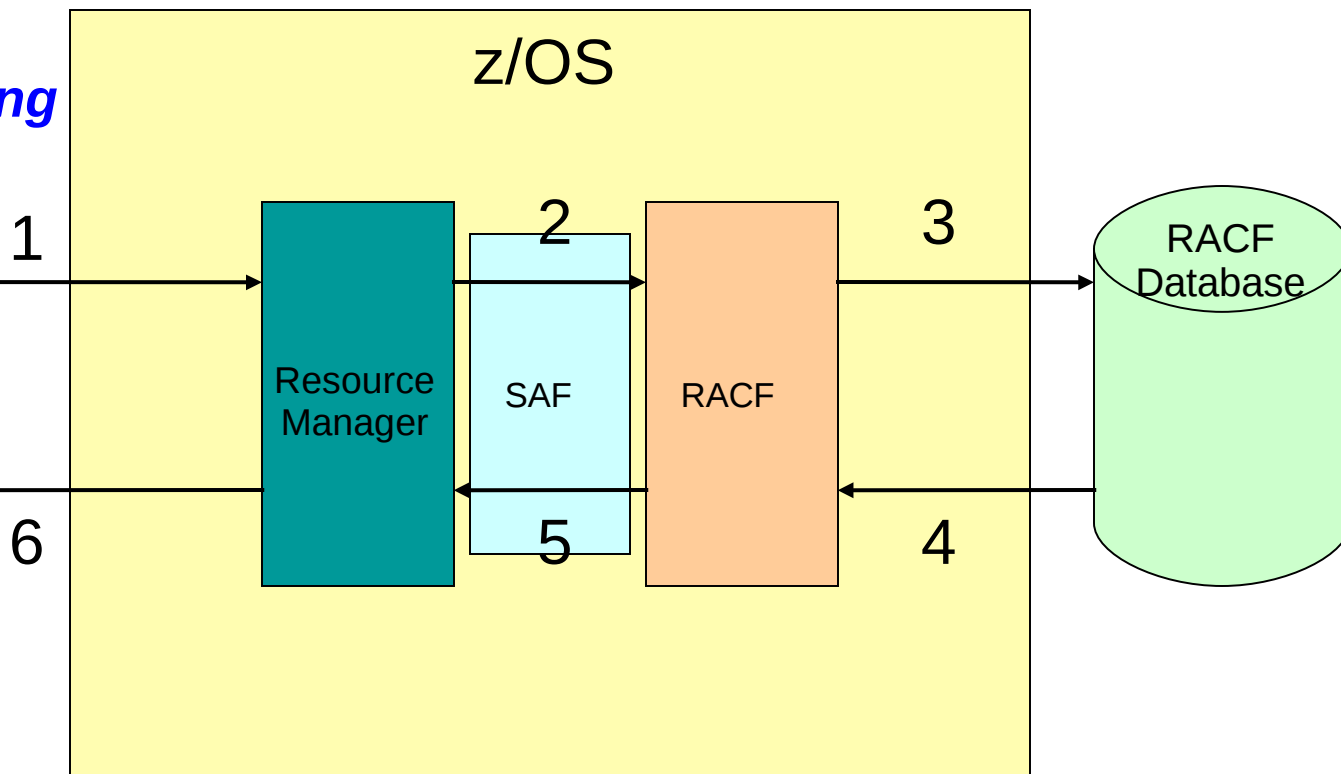 z/OS
ng
1
2
3
RACF
Database
Resource
Manager
SAF
RACF
6
5
4